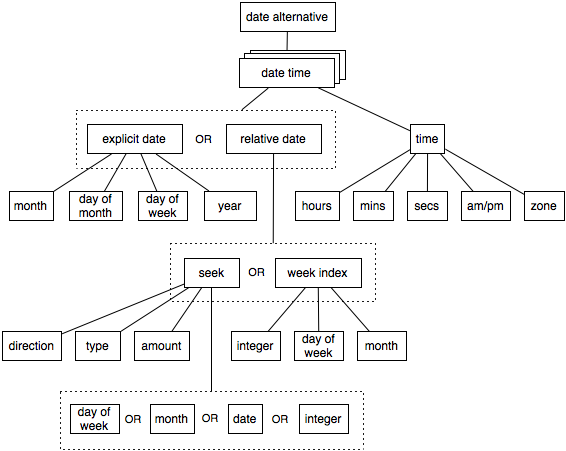 date alternative
date time
explicit date OR relative date
time
month
day of
month
day of
week
year
hours
mins
secs
am/pm
zone
seek OR week index
direction
type
amount
integer
day of
week
month
day of
week
OR month OR date OR integer